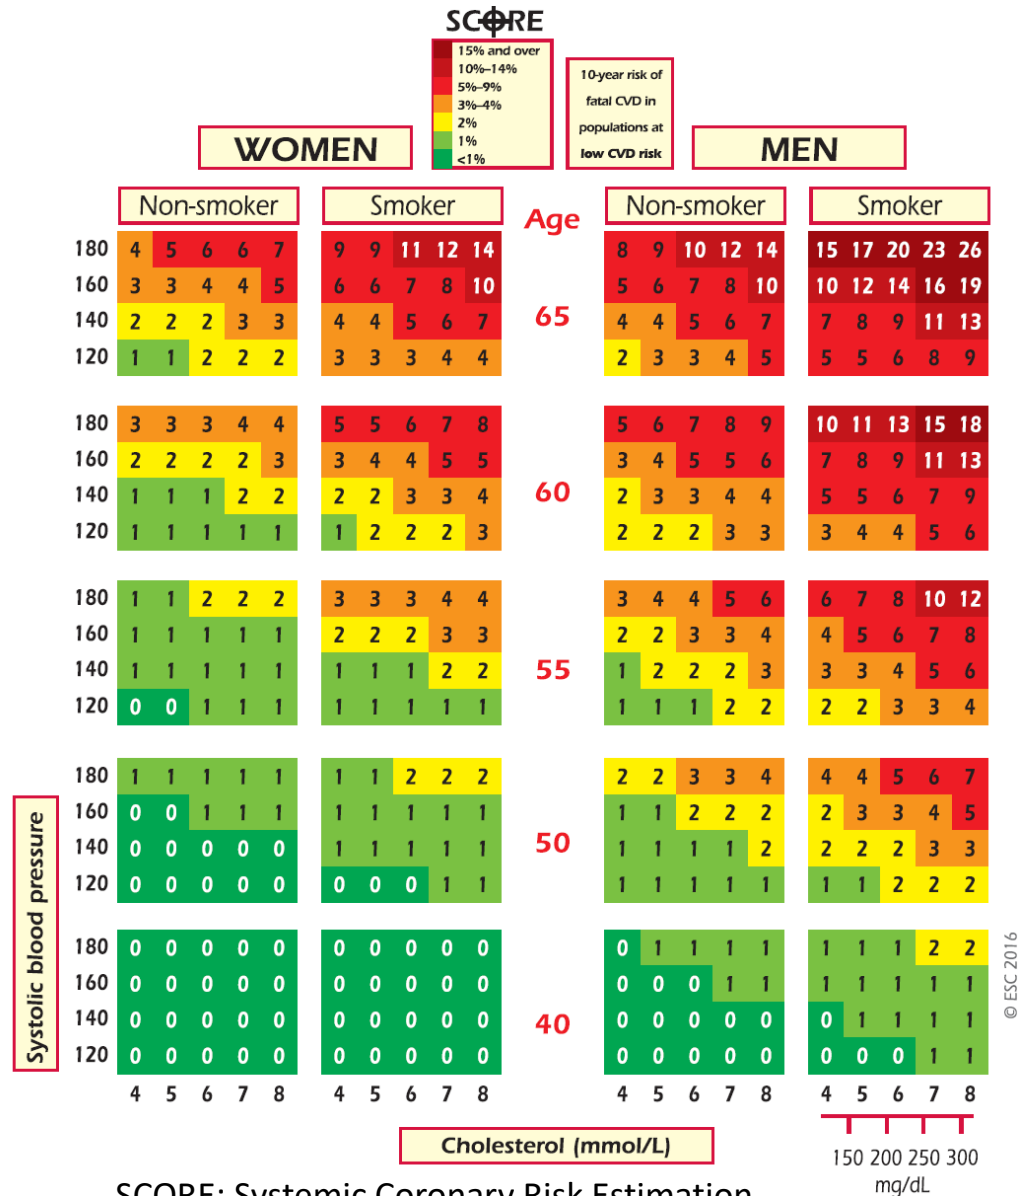 SCORE
15% and over
10%–14%
5%–9%
3%–4%
2%
1%
<1%
10-year risk of
fatal CVD in
populations at
low CVD risk
WOMEN
MEN
Non-smoker Smoker Age Non-smoker Smoker
180 4 5 6 6 7 9 9 11 12 14 8 9 10 12 14 15 17 20 23 26
160 3 3 4 4 5 6 6 7 8 10 5 6 7 8 10 10 12 14 16 19
65
140 2 2 2 3 3 4 4 5 6 7 4 4 5 6 7 7 8 9 11 13
120 1 1 2 2 2 3 3 3 4 4 2 3 3 4 5 5 5 6 8 9
180 3 3 3 4 4 5 5 6 7 8 5 6 7 8 9 10 11 13 15 18
160 2 2 2 2 3 3 4 4 5 5 3 4 5 5 6 7 8 9 11 13
60
140 1 1 1 2 2 2 2 3 3 4 2 3 3 4 4 5 5 6 7 9
120 1 1 1 1 1 1 2 2 2 3 2 2 2 3 3 3 4 4 5 6
180 1 1 2 2 2 3 3 3 4 4 3 4 4 5 6 6 7 8 10 12
160 1 1 1 1 1 2 2 2 3 3 2 2 3 3 4 4 5 6 7 8
55
140 1 1 1 1 1 1 1 1 2 2 1 2 2 2 3 3 3 4 5 6
120 0 0 1 1 1 1 1 1 1 1 1 1 1 2 2 2 2 3 3 4
180 1 1 1 1 1 1 1 2 2 2 2 2 3 3 4 4 4 5 6 7
160 0 0 1 1 1 1 1 1 1 1 1 1 2 2 2 2 3 3 4 5
50
140 0 0 0 0 0 1 1 1 1 1 1 1 1 1 2 2 2 2 3 3
120 0 0 0 0 0 0 0 0 1 1 1 1 1 1 1 1 1 2 2 2
180 0 0 0 0 0 0 0 0 0 0 0 1 1 1 1 1 1 1 2 2
160 0 0 0 0 0 0 0 0 0 0 0 0 0 1 1 1 1 1 1 1
40
140 0 0 0 0 0 0 0 0 0 0 0 0 0 0 0 0 1 1 1 1
120 0 0 0 0 0 0 0 0 0 0 0 0 0 0 0 0 0 0 1 1
4 5 6 7 8 4 5 6 7 8 4 5 6 7 8 4 5 6 7 8
Systolic blood pressure
© ESC 2016
Cholesterol (mmol/L)
150 200 250 300
mg/dL
SCORE: Systemic Coronary Risk Estimation